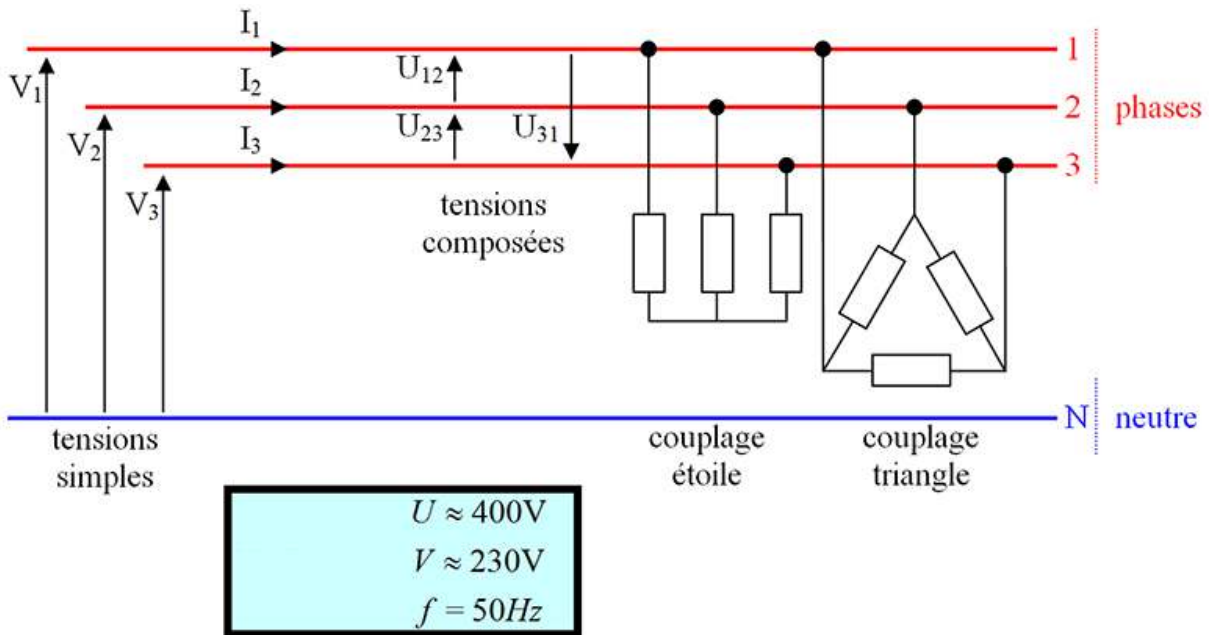 I₁
V₁
U₁₂
1
I₂
V₂
U₂₃
U₃₁
2
phases
I₃
V₃
3
tensions
composées
N
neutre
tensions
simples
couplage
étoile
couplage
triangle
U ≈ 400V
V ≈ 230V
f = 50Hz